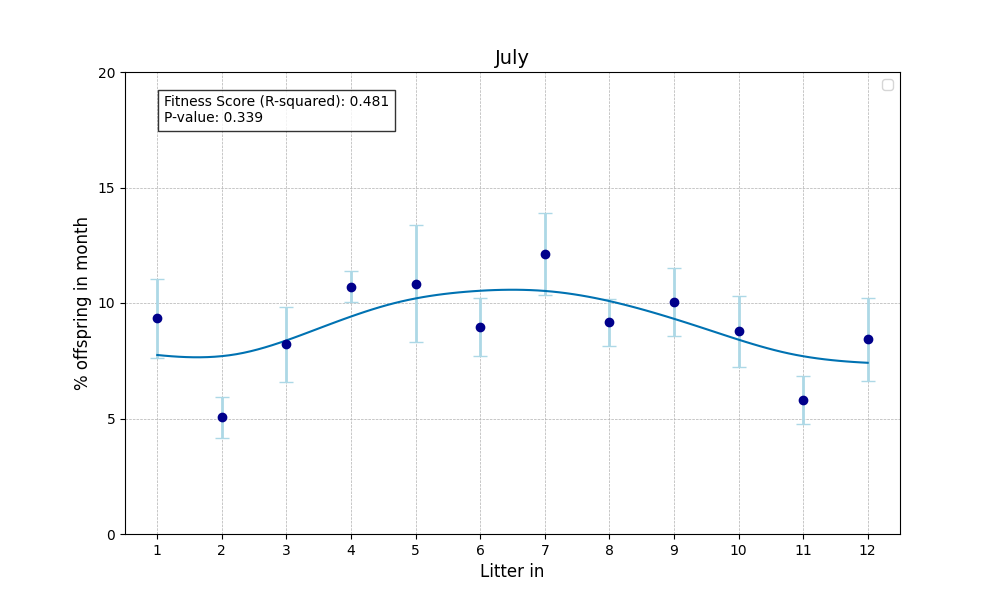 July
20
Fitness Score (R-squared): 0.481
P-value: 0.339
15
10
5
0
% offspring in month
1 2 3 4 5 6 7 8 9 10 11 12
Litter in